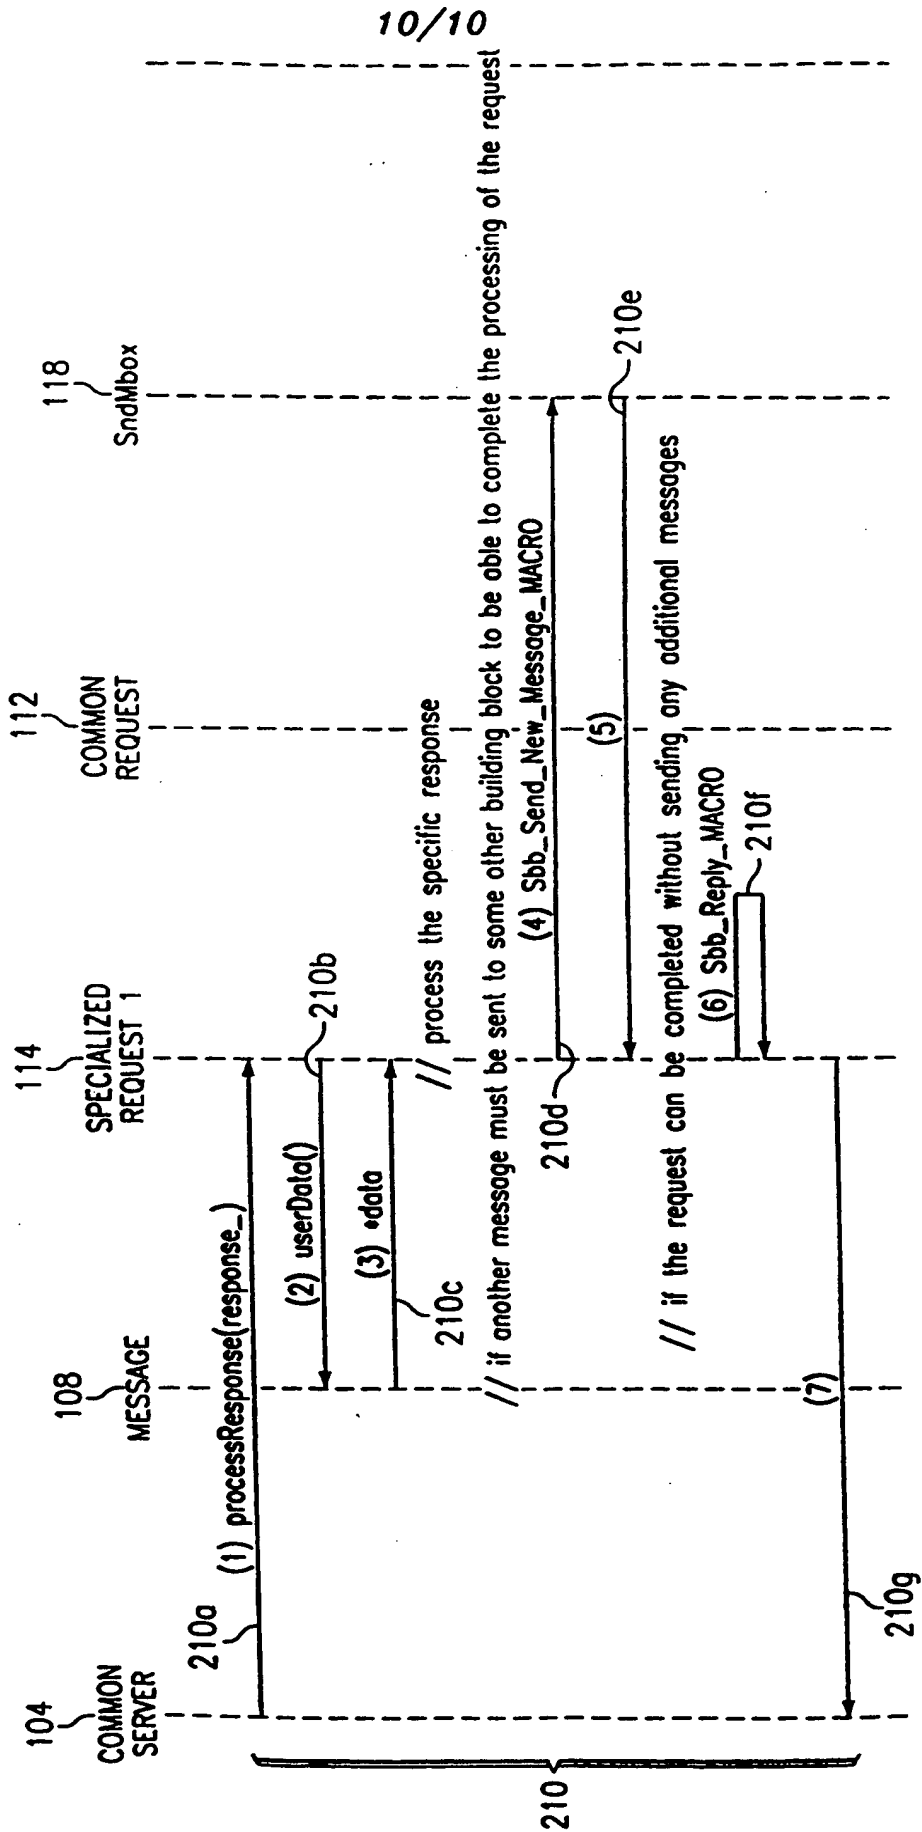 10/10
104
COMMON
SERVER
108
MESSAGE
114
SPECIALIZED
REQUEST 1
112
COMMON
REQUEST
118
SndMbox
(1) processResponse(response_)
210a
(2) userData()
210b
(3) *data
210c
// process the specific response
// if another message must be sent to some other building block to be able to complete the processing of the request
(4) Sbb_Send_New_Message_MACRO
210d
(5)
210e
// if the request can be completed without sending any additional messages
(6) Sbb_Reply_MACRO
210f
(7)
210g
210